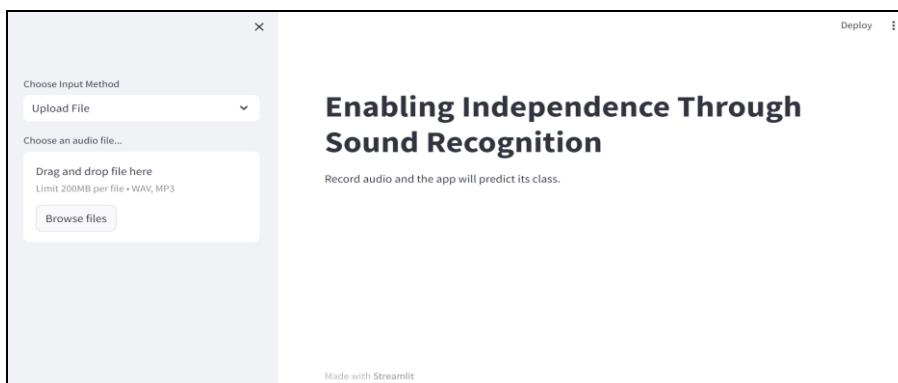 Deploy
Choose Input Method
Upload File
Choose an audio file...
Drag and drop file here
Limit 200MB per file • WAV, MP3
Browse files
Enabling Independence Through
Sound Recognition
Record audio and the app will predict its class.
Made with Streamlit